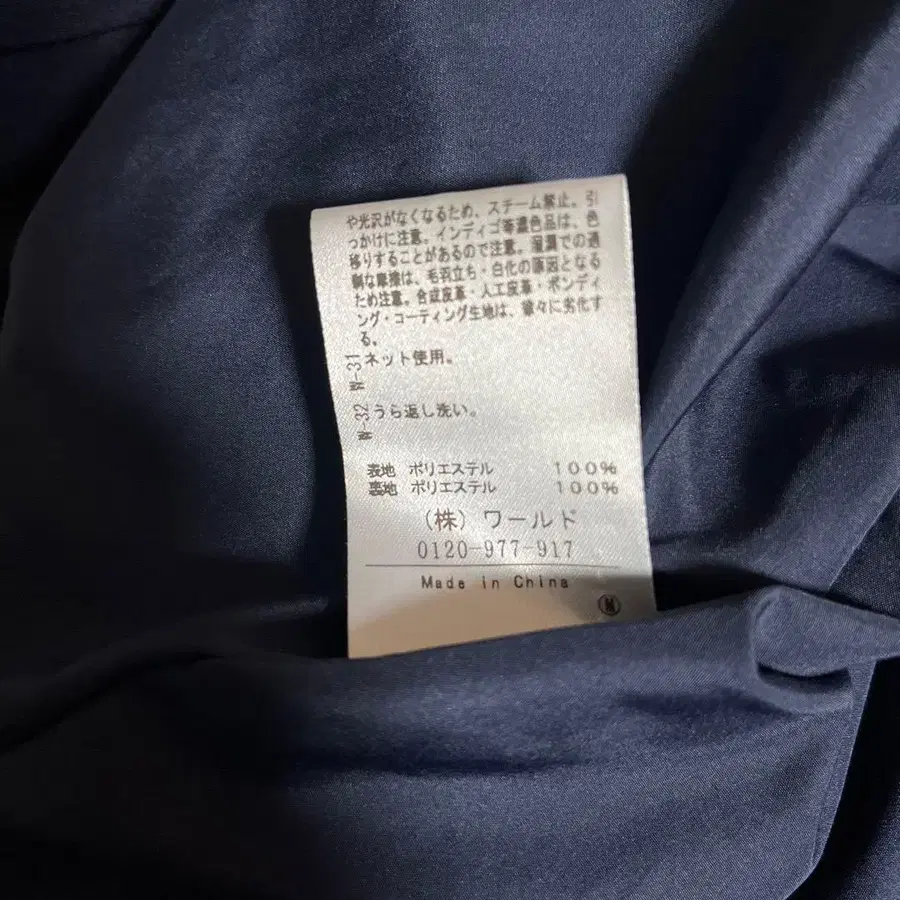 や光沢がなくなるため、スチーム禁止。引
っかけに注意。インディゴ等濃色品は、色
移りすることがあるので注意。湿潤での過
剰な摩擦は、毛羽立ち・白化の原因となる
ため注意。合成皮革・人工皮革・ボンディ
ング・コーティング生地は、徐々に劣化す
る。
W-31 ネット使用。
W-32 うら返し洗い。
表地 ポリエステル 100%
裏地 ポリエステル 100%
(株) ワールド
0120-977-917
Made in China
N